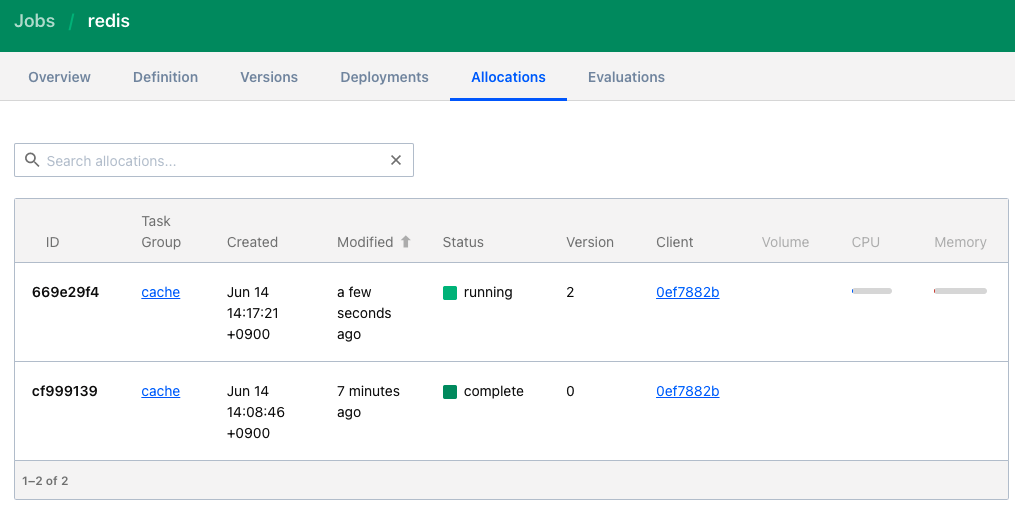 Jobs / redis
Overview Definition Versions Deployments Allocations Evaluations
Search allocations...
ID Task Group Created Modified Status Version Client Volume CPU Memory
669e29f4 cache Jun 14 14:17:21 +0900 a few seconds ago running 2 0ef7882b
cf999139 cache Jun 14 14:08:46 +0900 7 minutes ago complete 0 0ef7882b
1–2 of 2